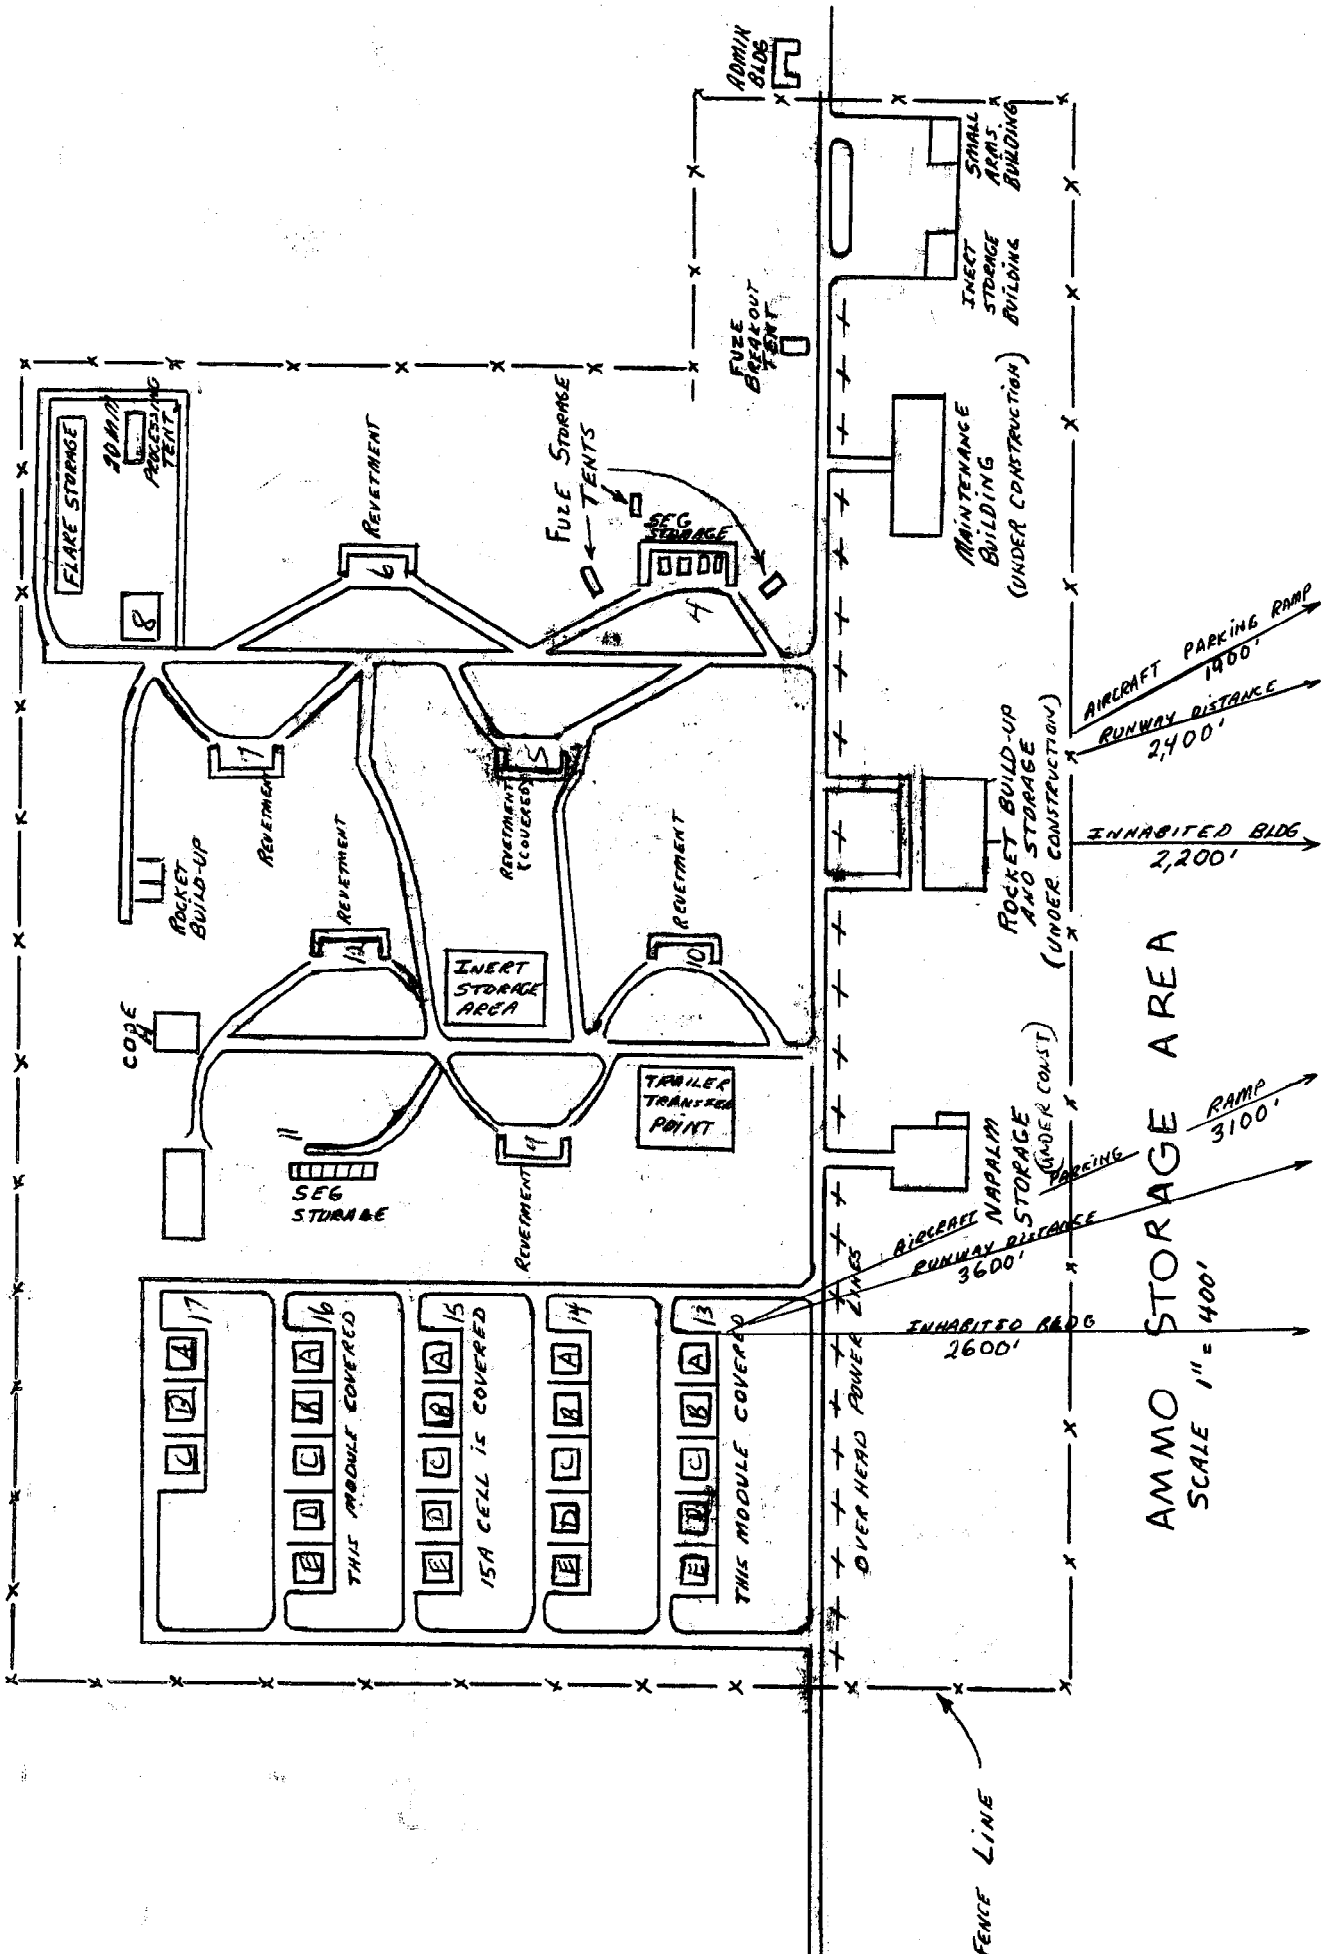 ADMIN
BLDG
SMALL
ARMS
BUILDING
INERT
STORAGE
BUILDING
FUZE
BREAKOUT
TENT
FLARE STORAGE
20 MM
PROCESSING
TENT
8
REVETMENT
6
FUZE STORAGE
TENTS
SEG
STORAGE
4
MAINTENANCE
BUILDING
(UNDER CONSTRUCTION)
7
REVETMENT
5
REVETMENT
(COVERED)
ROCKET
BUILD-UP
REVETMENT
12
REVETMENT
10
INERT
STORAGE
AREA
ROCKET BUILD-UP
AND STORAGE
(UNDER CONSTRUCTION)
AIRCRAFT PARKING RAMP
1900'
RUNWAY DISTANCE
2,400'
INHABITED BLDG
2,200'
CODE
H
11
SEG
STORAGE
9
REVETMENT
TRAILER
TRANSFER
POINT
NAPALM
STORAGE
(UNDER CONST)
AIRCRAFT PARKING RAMP
3100'
RUNWAY DISTANCE
3600'
INHABITED BLDG
2600'
17
C B A
16
E D C B A
THIS MODULE COVERED
15
E D C B A
15A CELL IS COVERED
14
E D C B A
13
E D C B A
THIS MODULE COVERED
OVER HEAD POWER LINES
FENCE LINE
AMMO STORAGE AREA
SCALE 1" = 400'